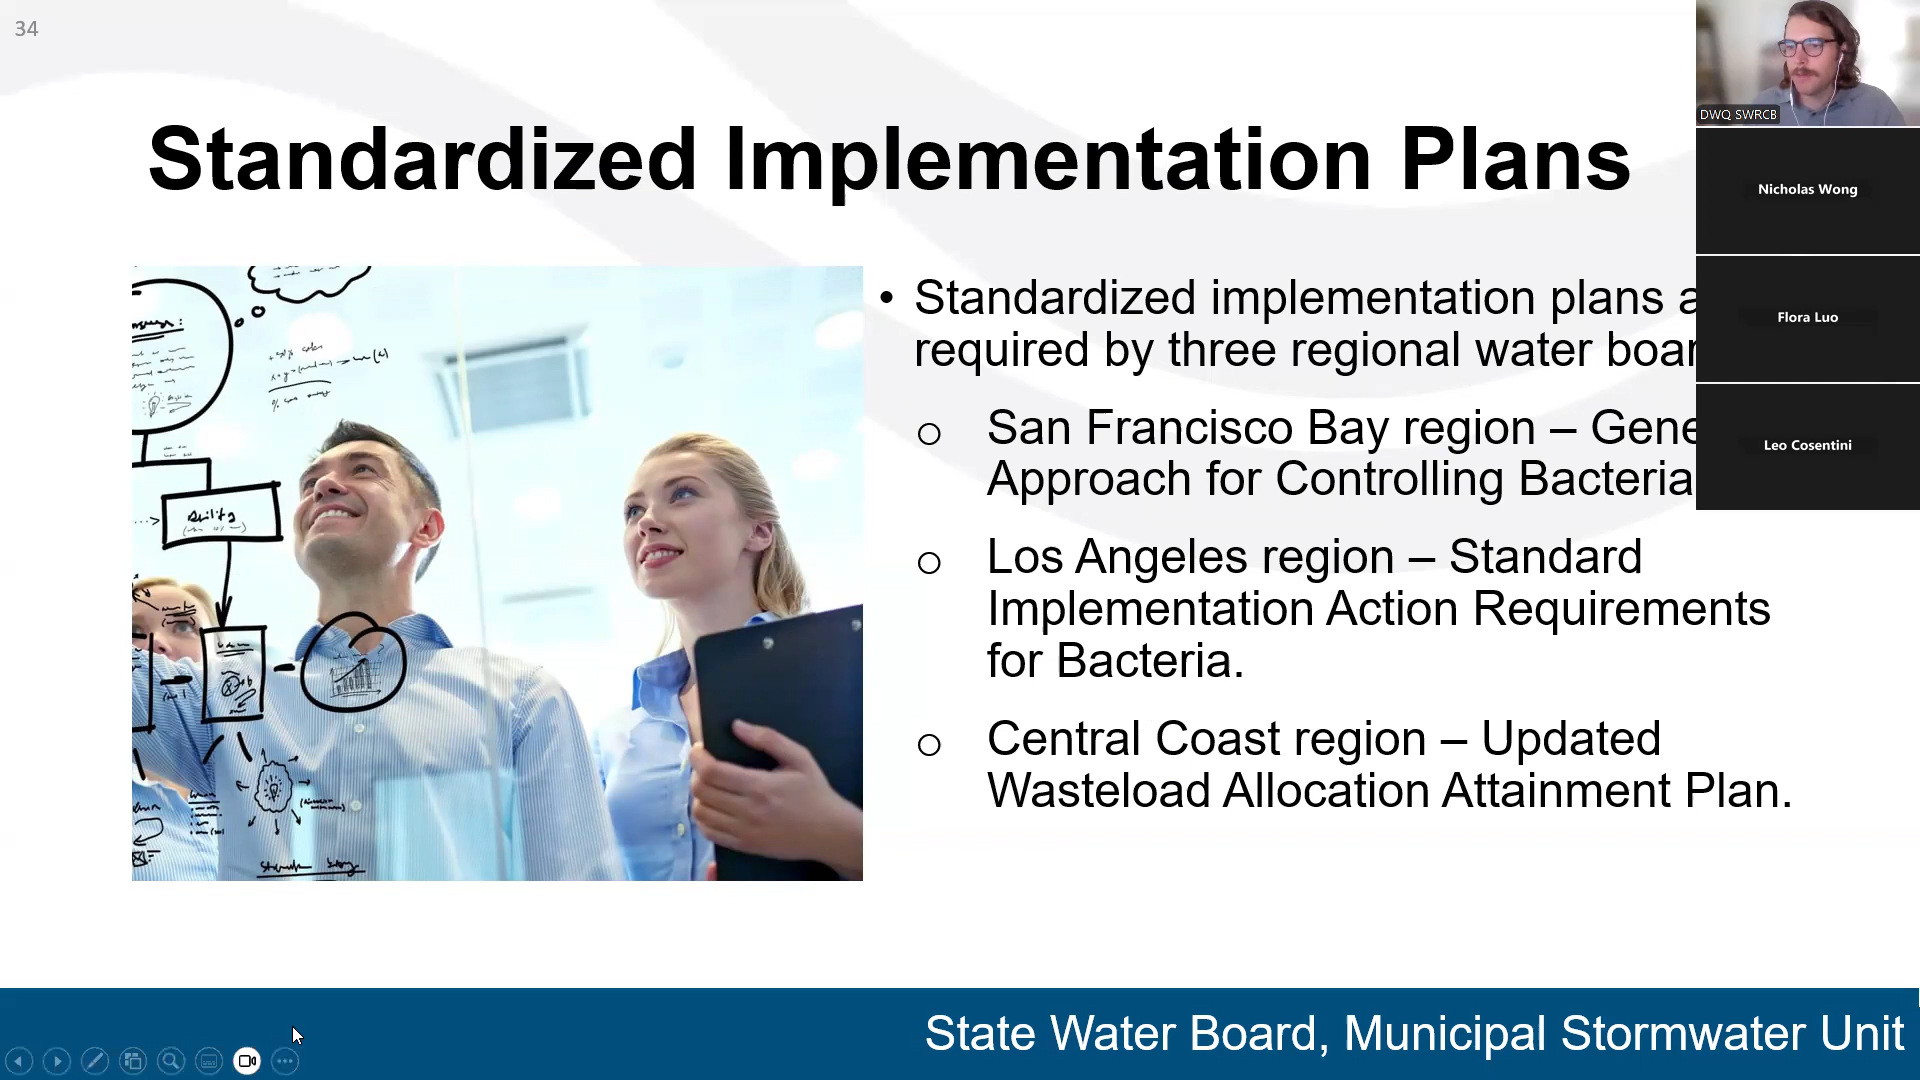 34
Standardized Implementation Plans
• Standardized implementation plans
required by three regional water
o San Francisco Bay region –
Approach for Controlling Bacteria
o Los Angeles region – Standard
Implementation Action Requirements
for Bacteria.
o Central Coast region – Updated
Wasteload Allocation Attainment Plan.
State Water Board, Municipal Stormwater Unit
DWQ SWRCB
Nicholas Wong
Flora Luo
Leo Cosentini